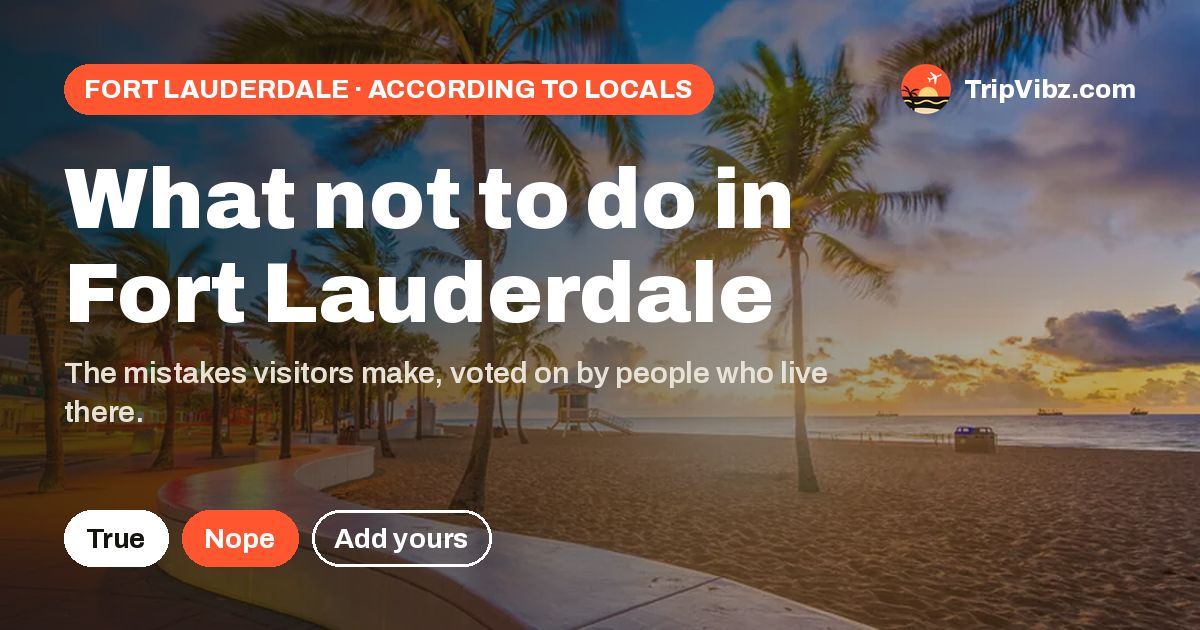 FORT LAUDERDALE · ACCORDING TO LOCALS
TripVibz.com
What not to do in
Fort Lauderdale
The mistakes visitors make, voted on by people who live
there.
True
Nope
Add yours